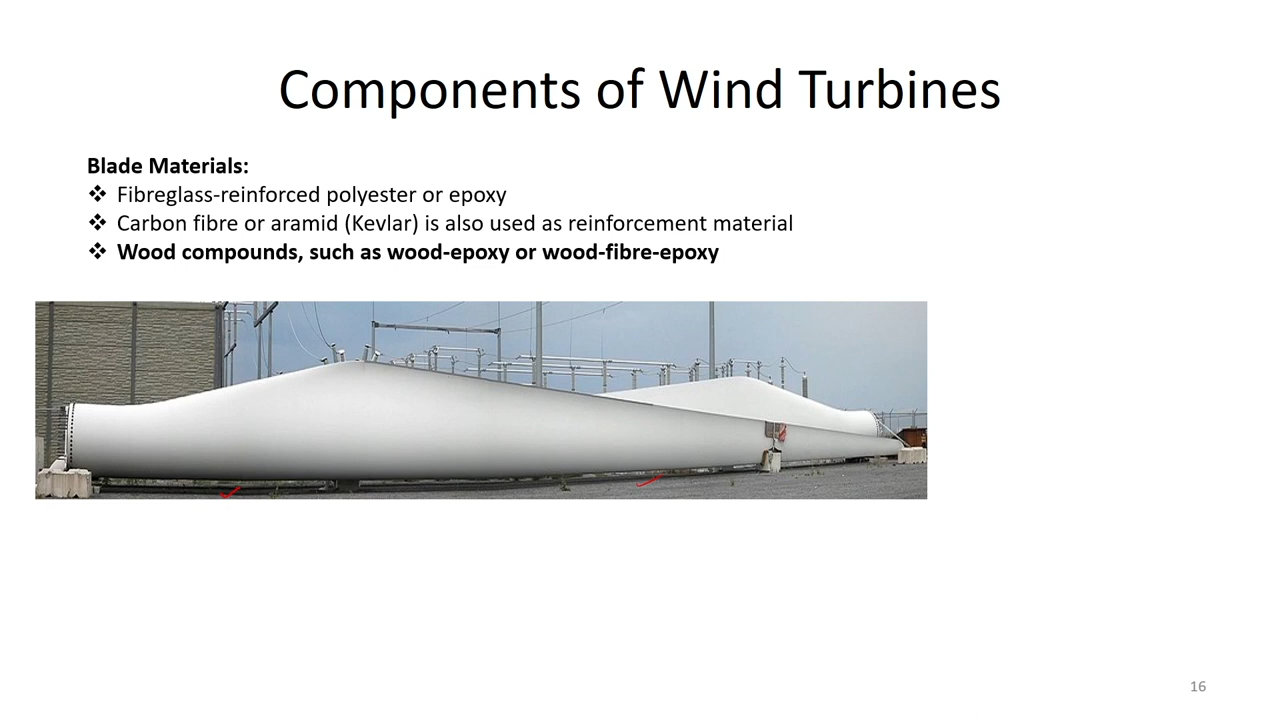 Components of Wind Turbines
Blade Materials:
❖ Fibreglass-reinforced polyester or epoxy
❖ Carbon fibre or aramid (Kevlar) is also used as reinforcement material
❖ Wood compounds, such as wood-epoxy or wood-fibre-epoxy
16